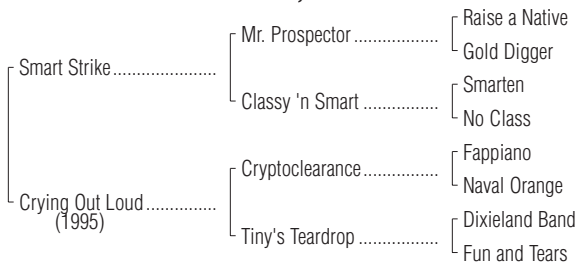 Raise a Native
Mr. Prospector ..................
Gold Digger
Smart Strike......................
Smarten
Classy 'n Smart ................
No Class
Fappiano
Cryptoclearance................
Naval Orange
Crying Out Loud...............
(1995)
Dixieland Band
Tiny's Teardrop .................
Fun and Tears